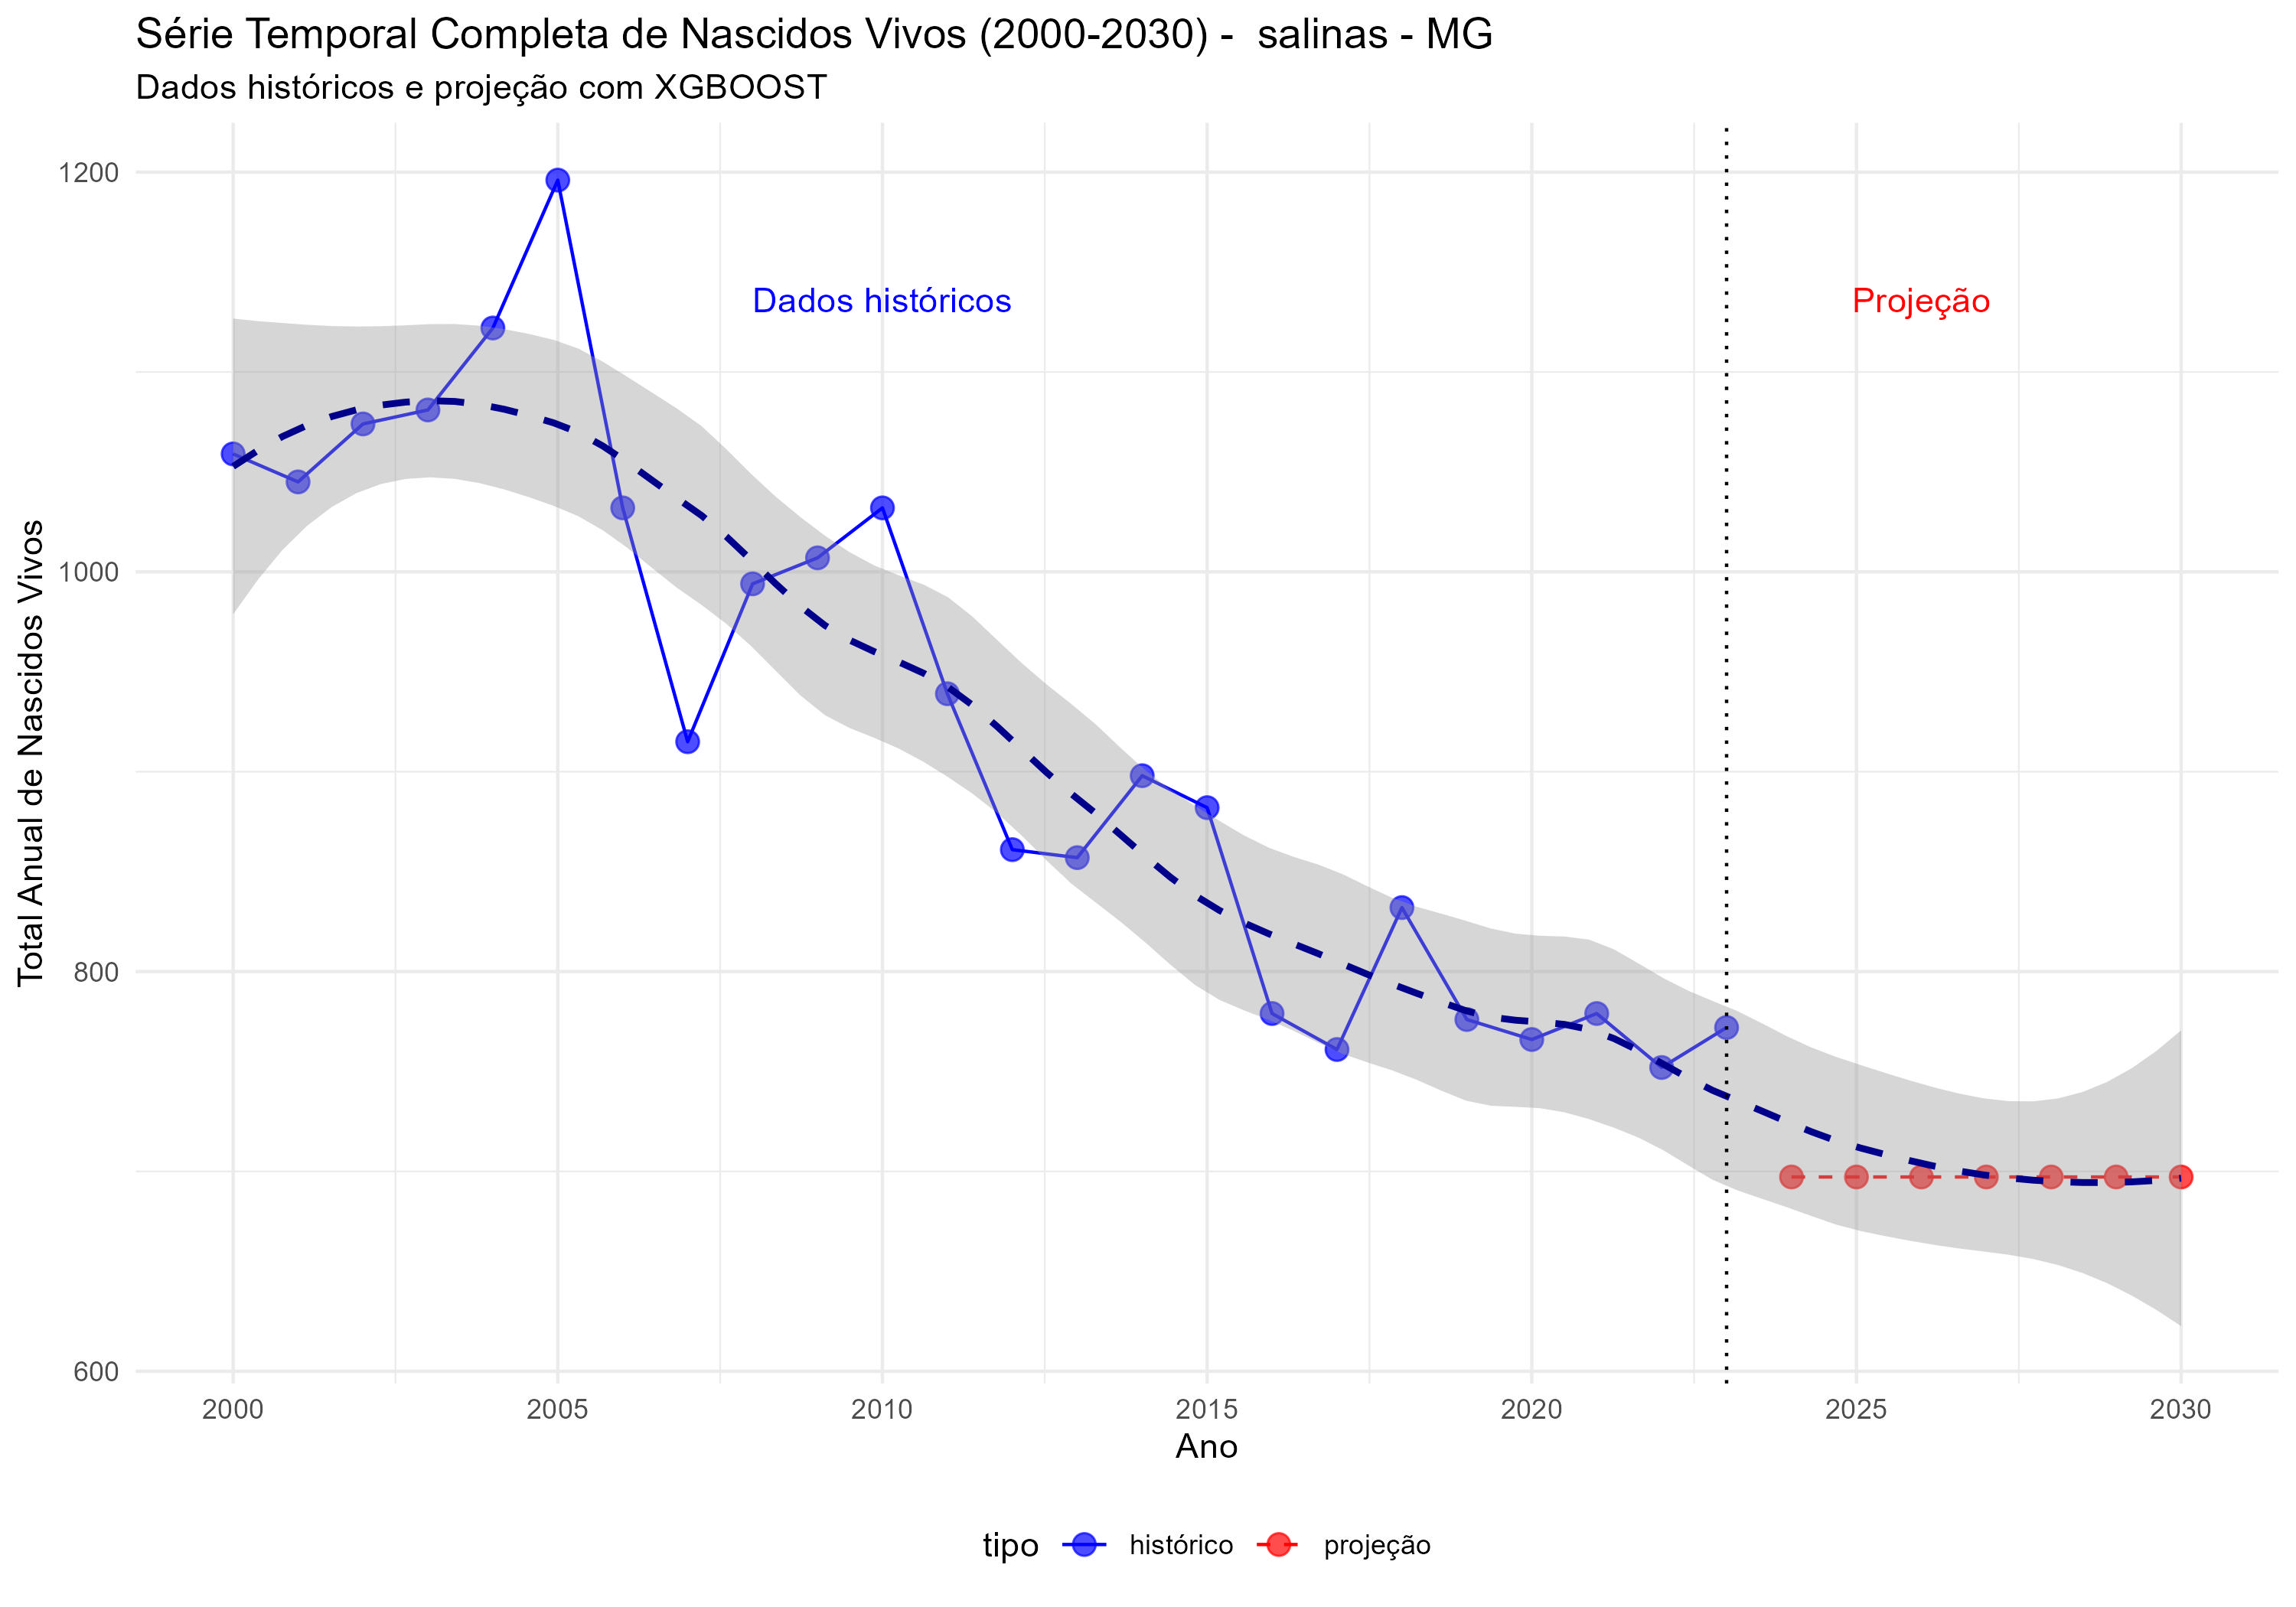 Série Temporal Completa de Nascidos Vivos (2000-2030) -  salinas - MG
Dados históricos e projeção com XGBOOST
Total Anual de Nascidos Vivos
1200
1000
800
600
Dados históricos
Projeção
2000 2005 2010 2015 2020 2025 2030
Ano
tipo histórico projeção